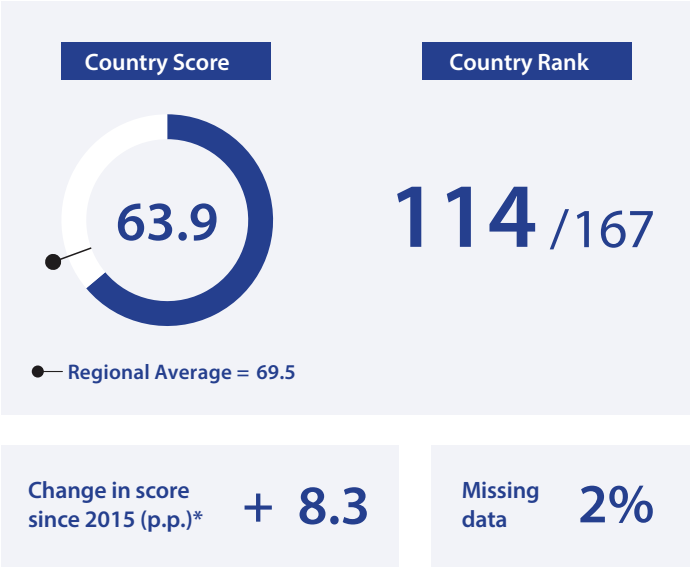 Country Score
Country Rank
63.9
114 /167
Regional Average = 69.5
Change in score
since 2015 (p.p.)*
+ 8.3
Missing
data
2%